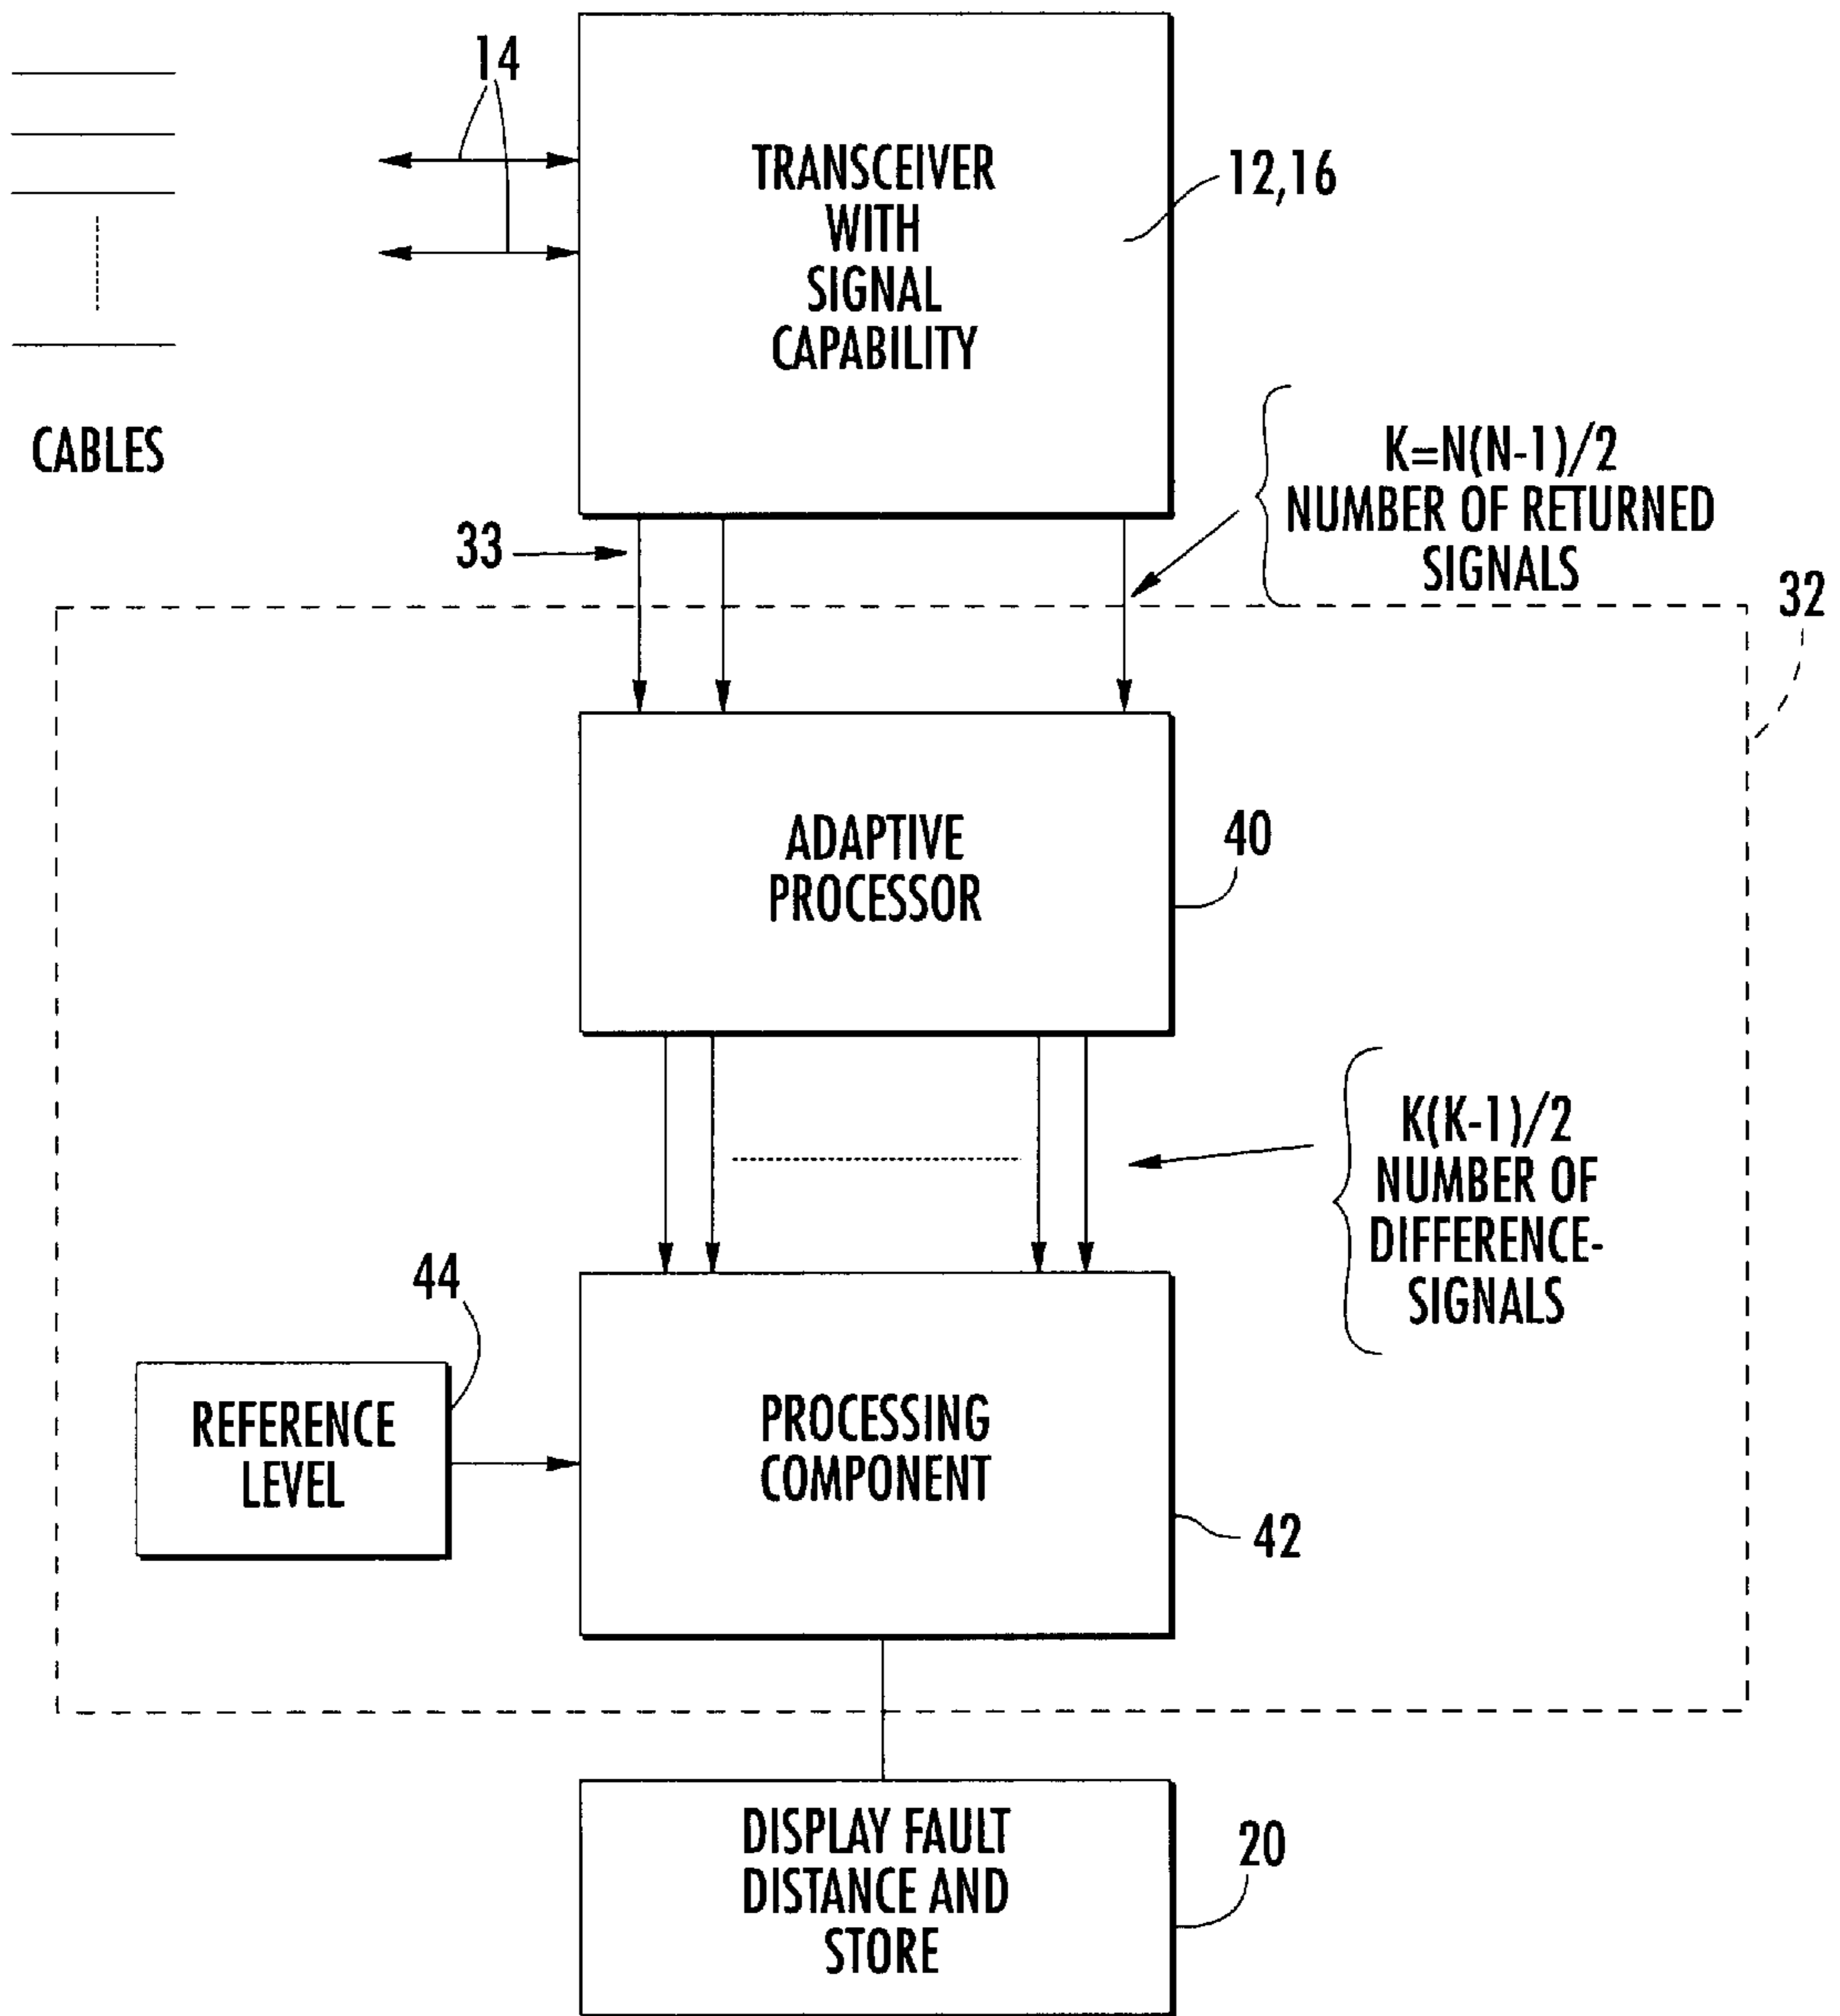 14
TRANSCEIVER
WITH
SIGNAL
CAPABILITY
12,16
CABLES
K=N(N-1)/2
NUMBER OF RETURNED
SIGNALS
33
32
ADAPTIVE
PROCESSOR
40
K(K-1)/2
NUMBER OF
DIFFERENCE-
SIGNALS
44
REFERENCE
LEVEL
PROCESSING
COMPONENT
42
DISPLAY FAULT
DISTANCE AND
STORE
20